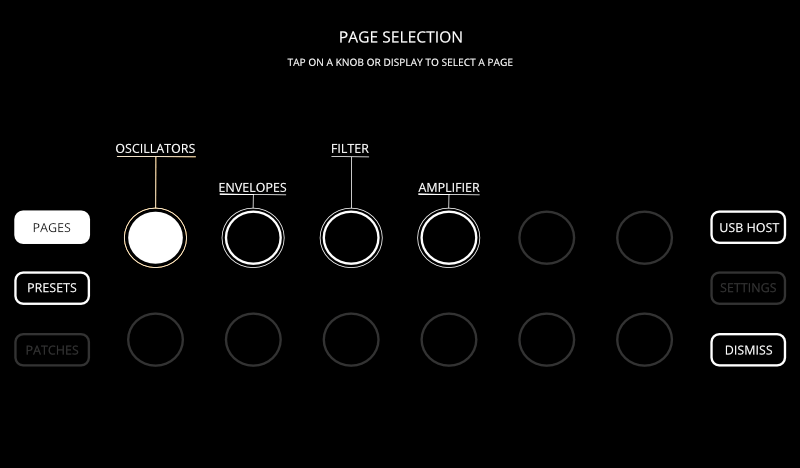 PAGE SELECTION
TAP ON A KNOB OR DISPLAY TO SELECT A PAGE
OSCILLATORS
FILTER
ENVELOPES
AMPLIFIER
PAGES
USB HOST
PRESETS
SETTINGS
PATCHES
DISMISS